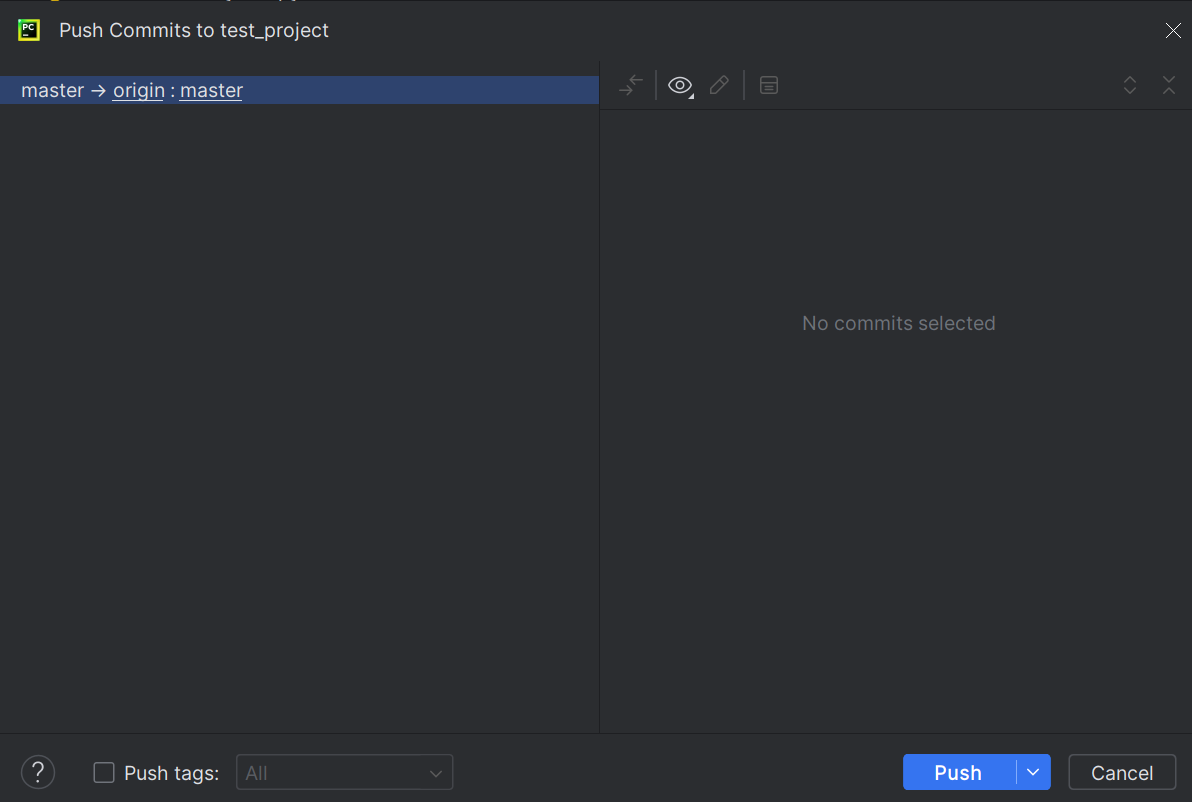 PC
Push Commits to test_project
master → origin : master
No commits selected
?
Push tags:
All
Push
Cancel